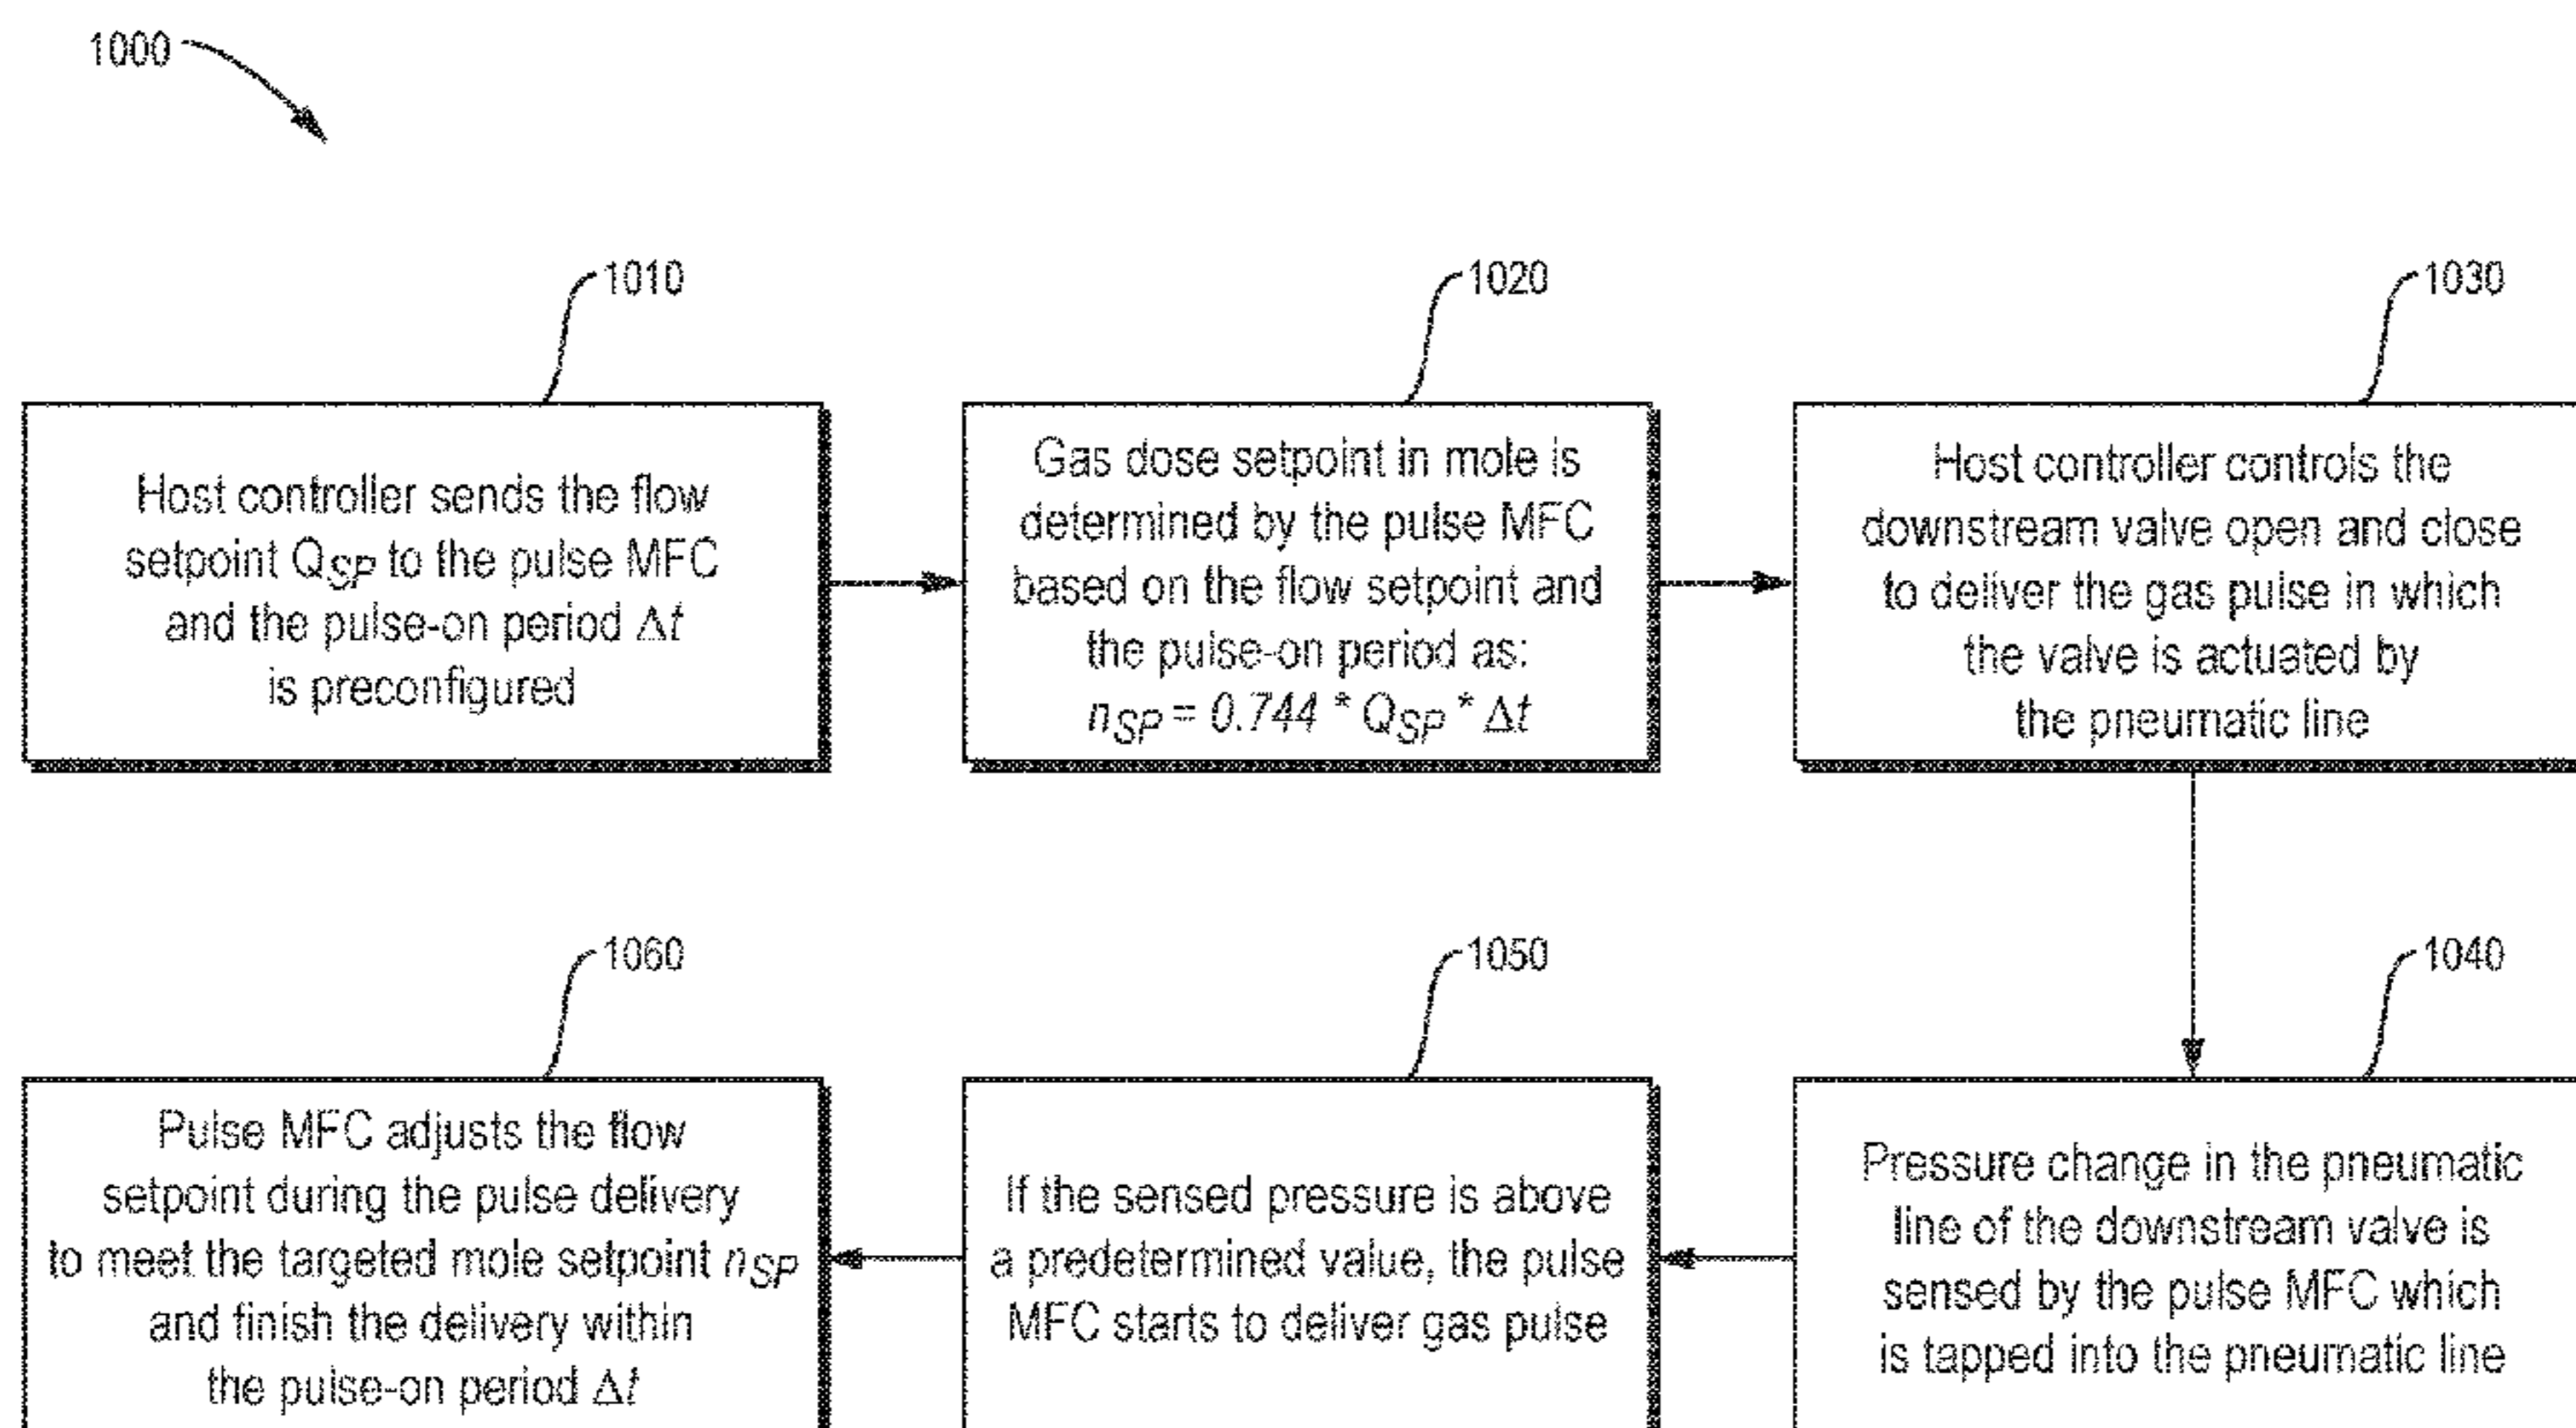 1000
1010
Host controller sends the flow
setpoint QSP to the pulse MFC
and the pulse-on period Δt
is preconfigured
1020
Gas dose setpoint in mole is
determined by the pulse MFC
based on the flow setpoint and
the pulse-on period as:
nSP = 0.744 * QSP * Δt
1030
Host controller controls the
downstream valve open and close
to deliver the gas pulse in which
the valve is actuated by
the pneumatic line
1040
Pressure change in the pneumatic
line of the downstream valve is
sensed by the pulse MFC which
is tapped into the pneumatic line
1050
If the sensed pressure is above
a predetermined value, the pulse
MFC starts to deliver gas pulse
1060
Pulse MFC adjusts the flow
setpoint during the pulse delivery
to meet the targeted mole setpoint nSP
and finish the delivery within
the pulse-on period Δt